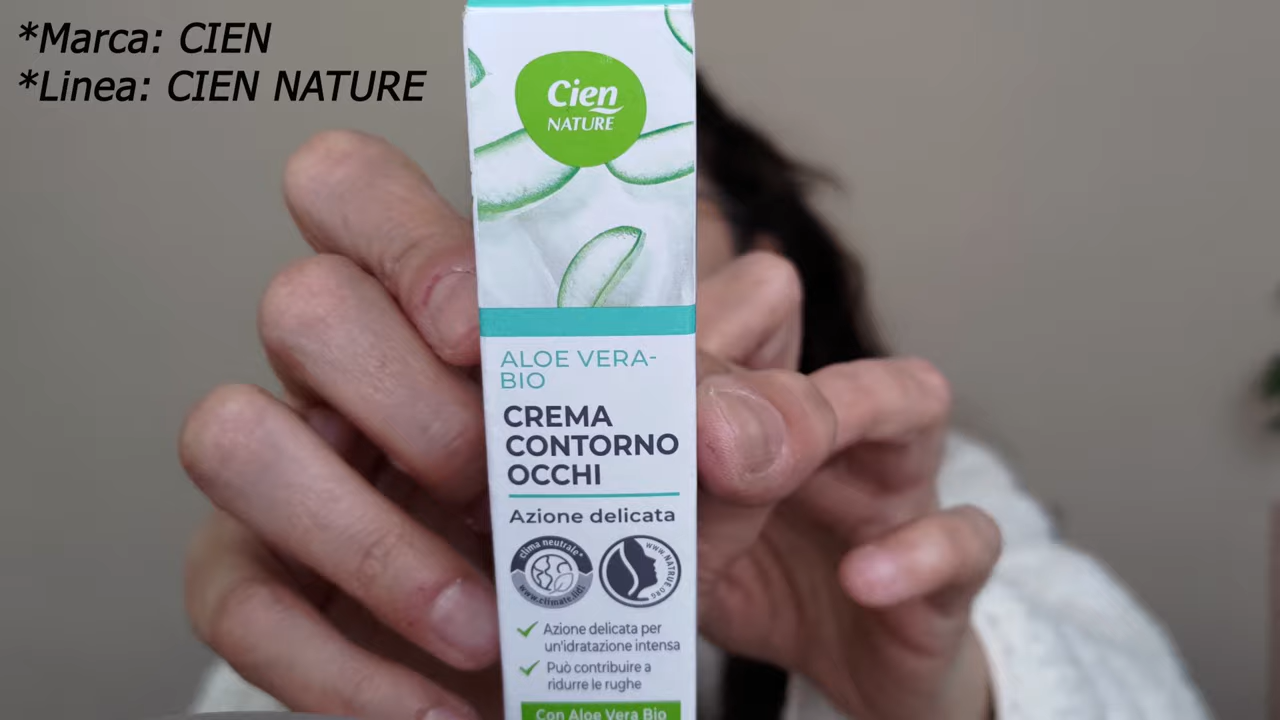 *Marca: CIEN
*Linea: CIEN NATURE
Cien
NATURE
ALOE VERA-
BIO
CREMA
CONTORNO
OCCHI
Azione delicata
clima neutrale*
www.climate.lidl
www.NATRUE.ORG
Azione delicata per
un'idratazione intensa
Può contribuire a
ridurre le rughe
Con Aloe Vera Bio